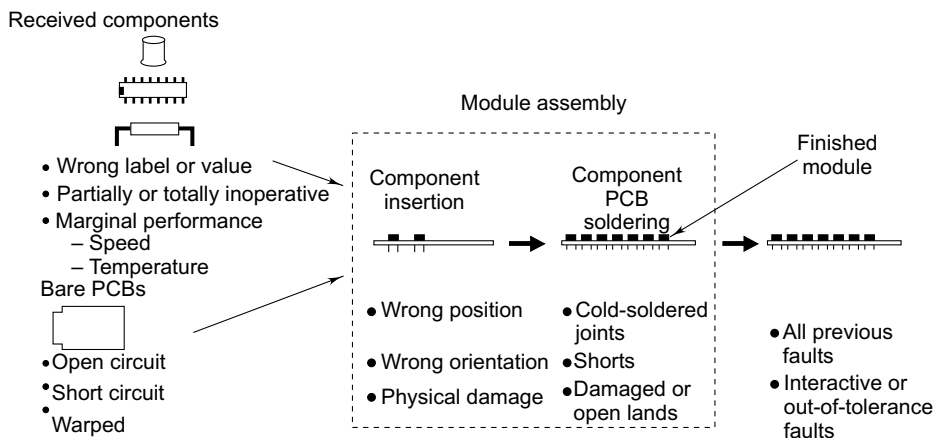 Received components
• Wrong label or value
• Partially or totally inoperative
• Marginal performance
– Speed
– Temperature
Bare PCBs
• Open circuit
• Short circuit
• Warped
Module assembly
Component
insertion
• Wrong position
• Wrong orientation
• Physical damage
Component
PCB
soldering
• Cold-soldered
joints
• Shorts
• Damaged or
open lands
Finished
module
• All previous
faults
• Interactive or
out-of-tolerance
faults